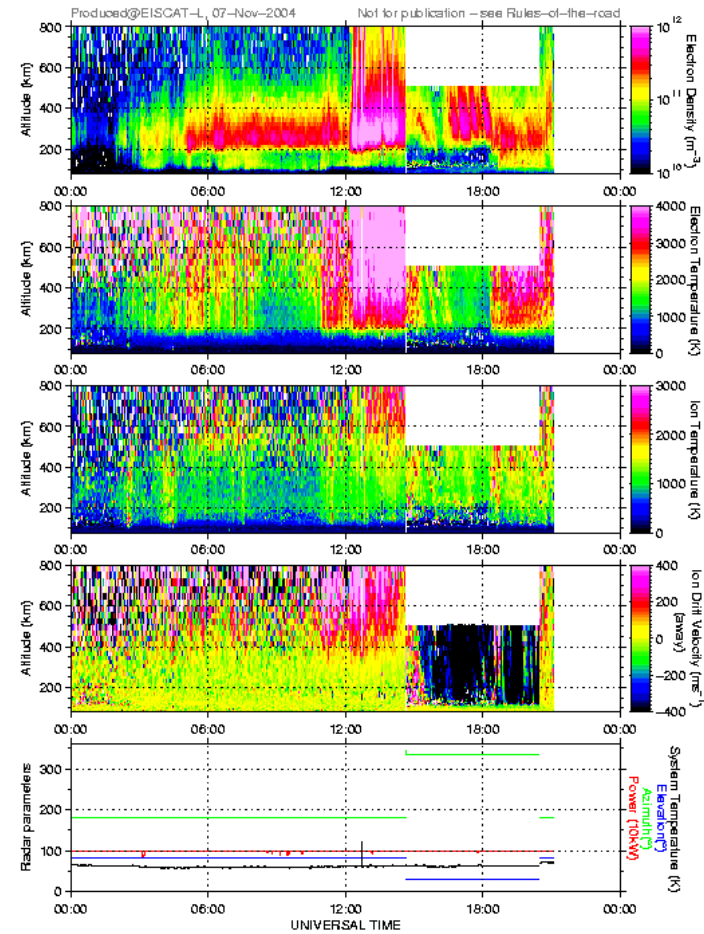 Produced@EISCAT-L, 07-Nov-2004 Not for publication - see Rules-of-the-road
800
600
400
200
Altitude (km)
00:00 06:00 12:00 18:00 00:00
10^12
10^11
10^10
Electron Density (m^-3)
800
600
400
200
Altitude (km)
00:00 06:00 12:00 18:00 00:00
4000
3000
2000
1000
0
Electron Temperature (K)
800
600
400
200
Altitude (km)
00:00 06:00 12:00 18:00 00:00
3000
2000
1000
0
Ion Temperature (K)
800
600
400
200
Altitude (km)
00:00 06:00 12:00 18:00 00:00
400
200
0
-200
-400
Ion Drift Velocity (ms^-1)
(away)
300
200
100
0
Radar parameters
00:00 06:00 12:00 18:00 00:00
UNIVERSAL TIME
System Temperature (K)
Elevation(°)
Azimuth(°)
Power (10kW)